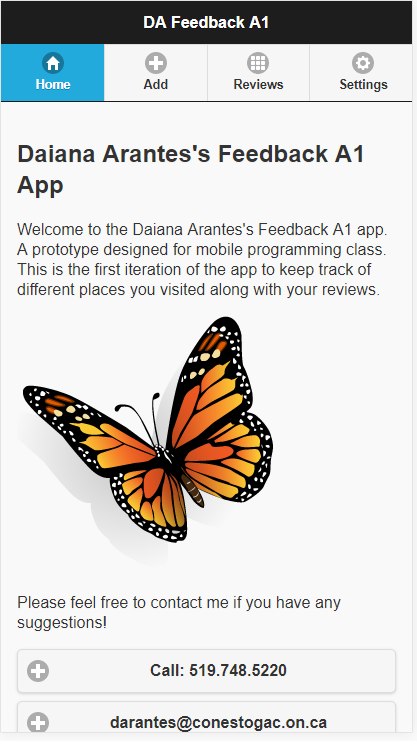 DA Feedback A1
Home Add Reviews Settings
Daiana Arantes's Feedback A1
App
Welcome to the Daiana Arantes's Feedback A1 app.
A prototype designed for mobile programming class.
This is the first iteration of the app to keep track of
different places you visited along with your reviews.
Please feel free to contact me if you have any
suggestions!
Call: 519.748.5220
darantes@conestogac.on.ca